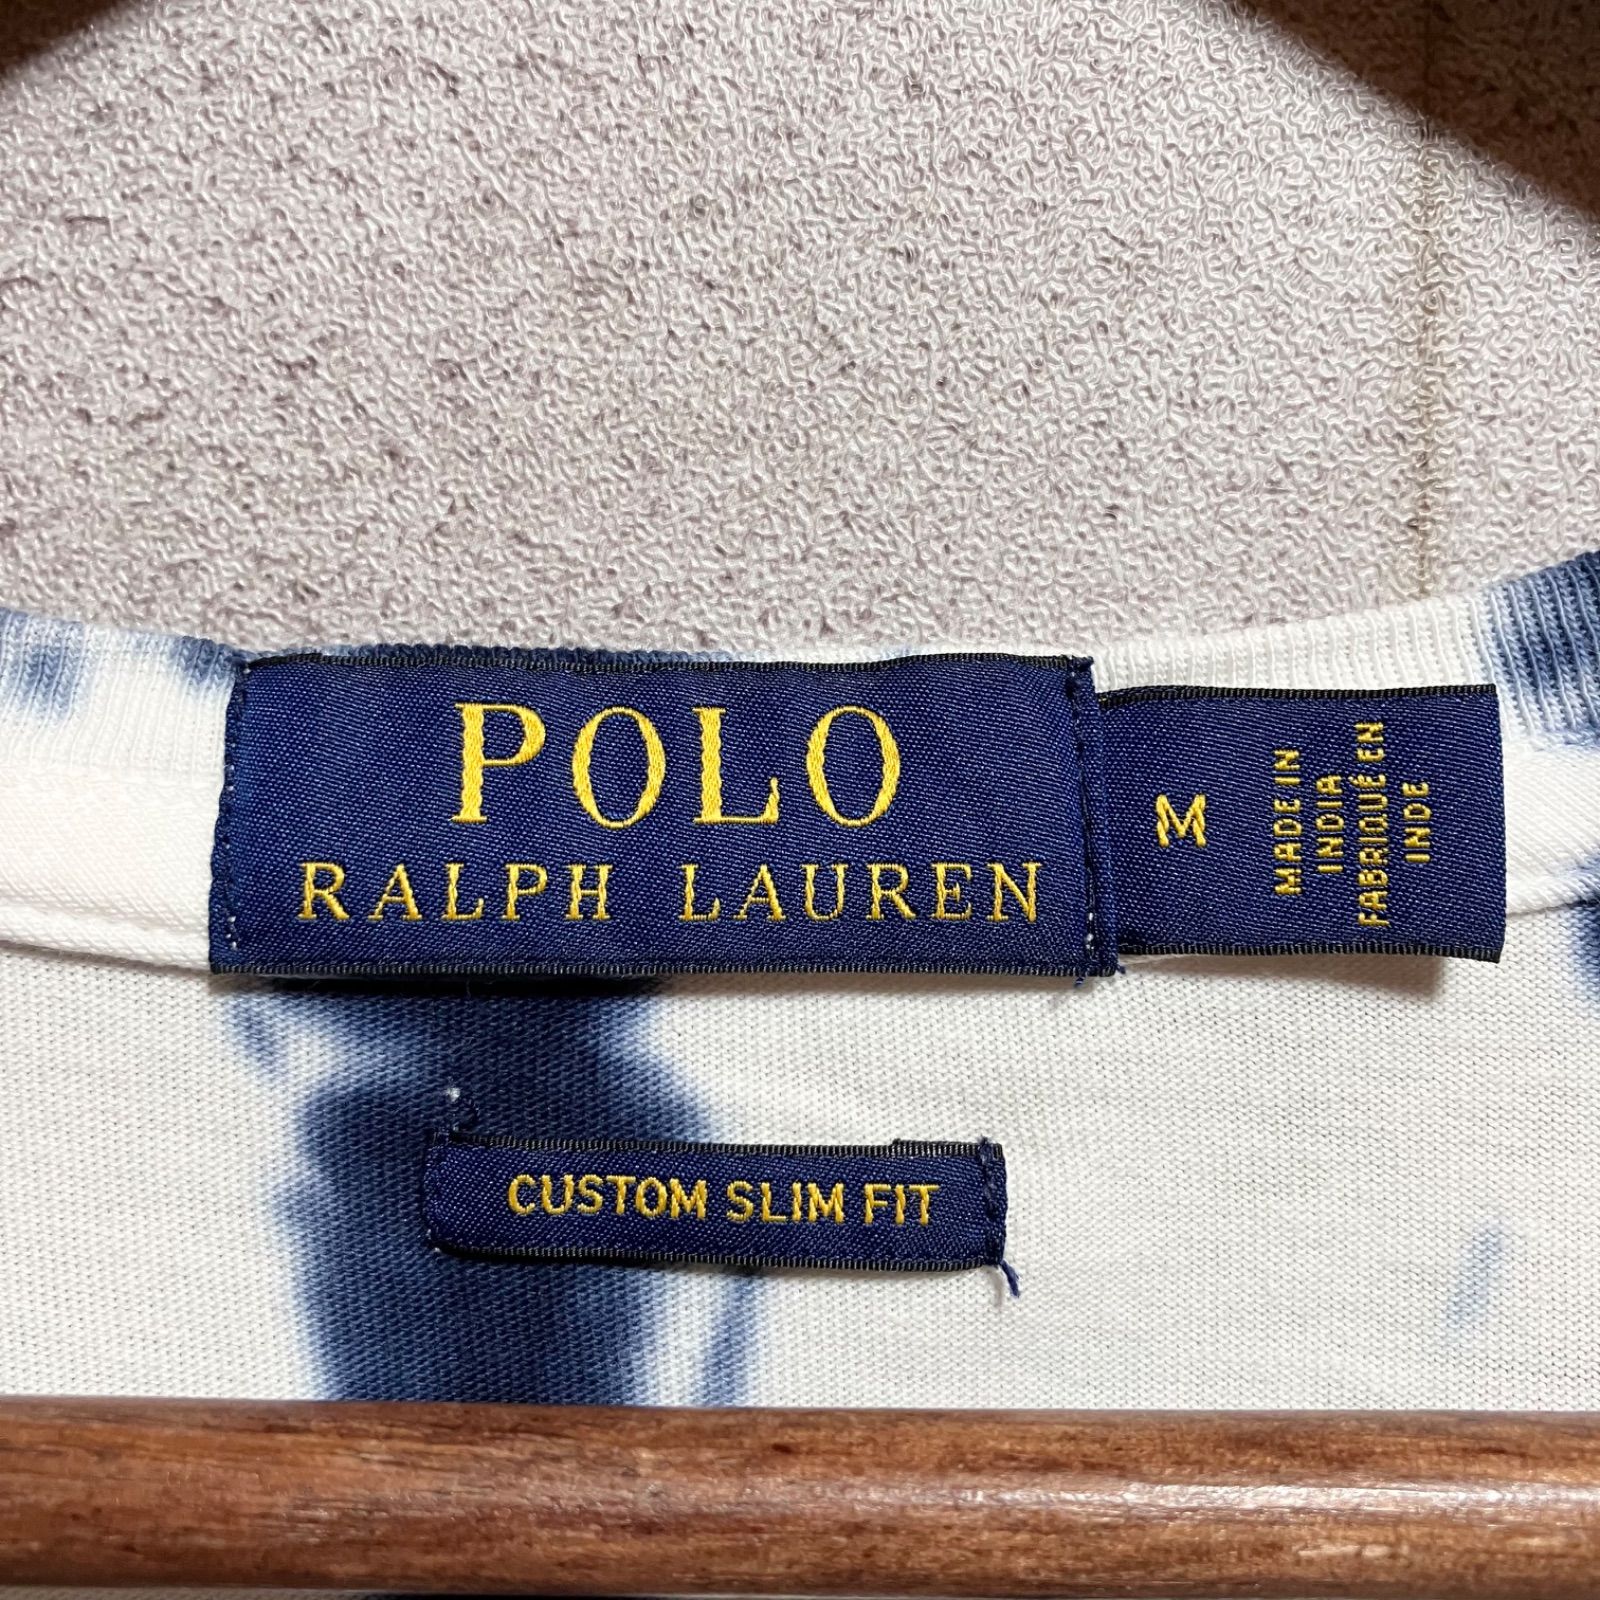 POLO
RALPH LAUREN
M
MADE IN
INDIA
FABRIQUÉ EN
INDE
CUSTOM SLIM FIT